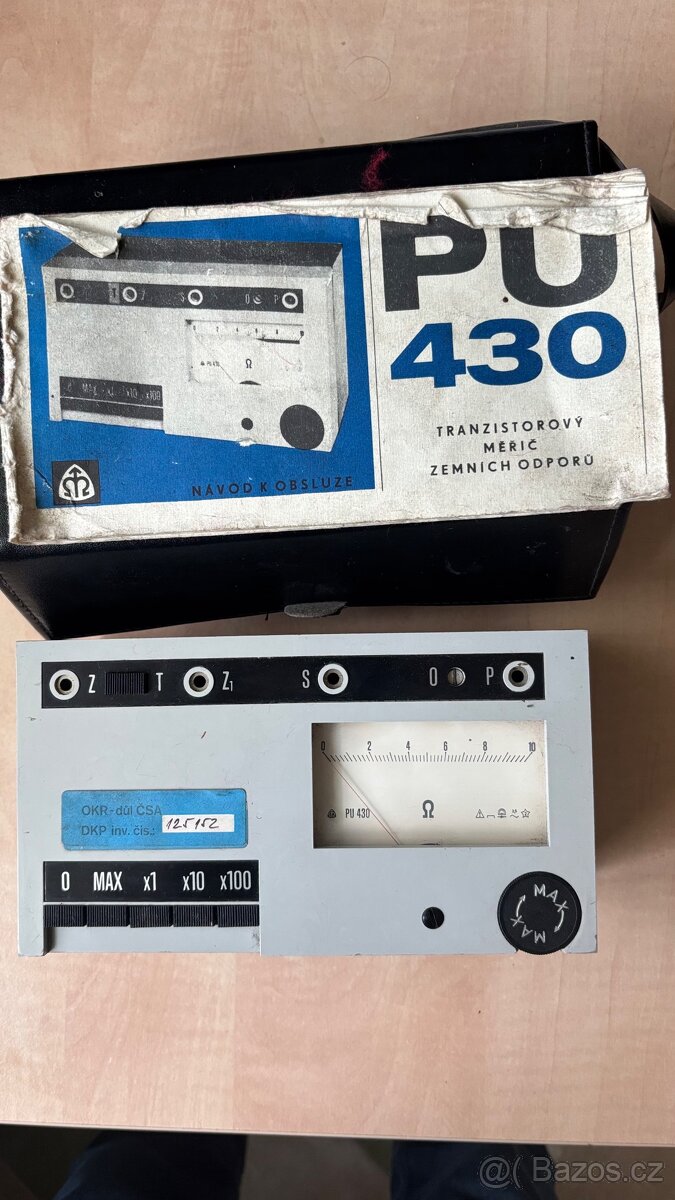 PU
430
TRANZISTOROVÝ
MĚŘIČ
ZEMNÍCH ODPORŮ
NÁVOD K OBSLUZE
Z T Z1 S 0 P
0 2 4 6 8 10
PU 430 Ω
OKR-důl ČSA
DKP inv. čís.: 125152
0 MAX x1 x10 x100
MAX
MAX
@ Bazos.cz